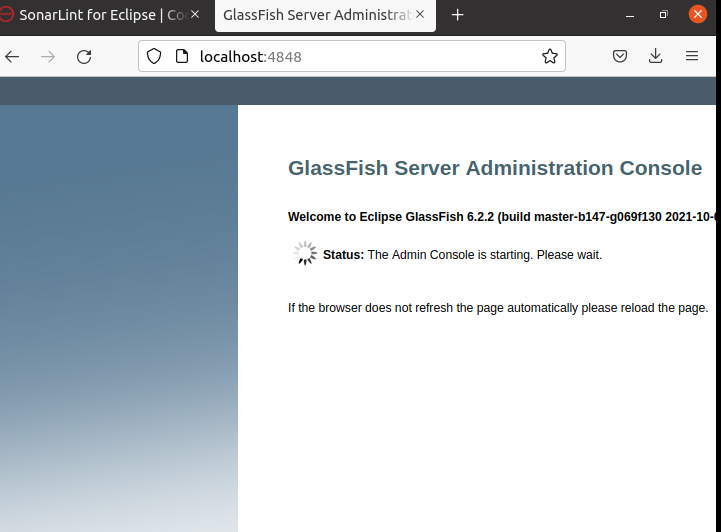 SonarLint for Eclipse | Co
GlassFish Server Administrat
localhost:4848
GlassFish Server Administration Console
Welcome to Eclipse GlassFish 6.2.2 (build master-b147-g069f130 2021-10-
Status: The Admin Console is starting. Please wait.
If the browser does not refresh the page automatically please reload the page.